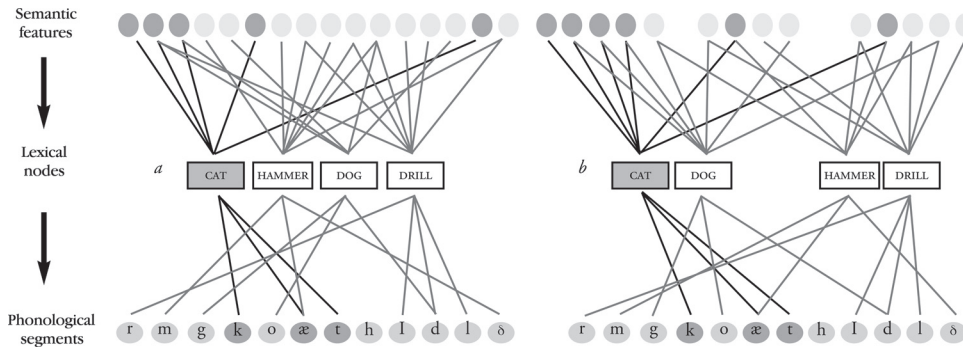 Semantic
features
Lexical
nodes
a
CAT
HAMMER
DOG
DRILL
b
CAT
DOG
HAMMER
DRILL
Phonological
segments
r m g k o æ t h I d l ð
r m g k o æ t h I d l ð